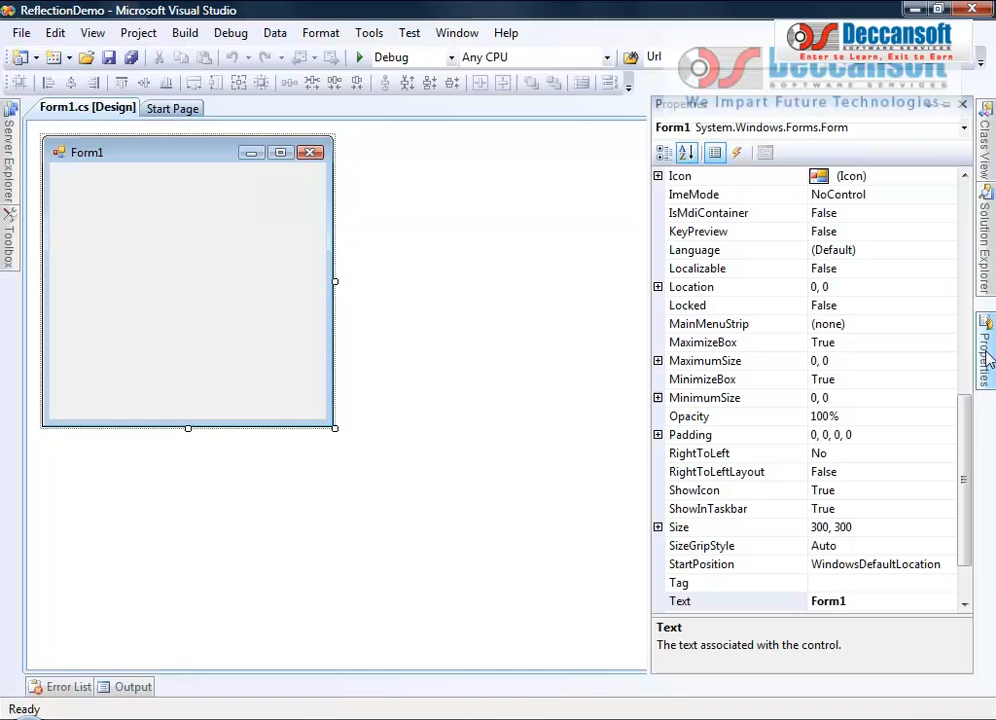 ReflectionDemo - Microsoft Visual Studio
File Edit View Project Build Debug Data Format Tools Test Window Help
Deccansoft
SOFTWARE SERVICES
Enter to Learn, Exit to Earn
Debug Any CPU Url
Deccansoft
SOFTWARE SERVICES
We Impart Future Technologies
Form1.cs [Design] Start Page
Properties
Form1 System.Windows.Forms.Form
Form1
Server Explorer
Toolbox
Class View
Solution Explorer
Properties
Icon (Icon)
ImeMode NoControl
IsMdiContainer False
KeyPreview False
Language (Default)
Localizable False
Location 0, 0
Locked False
MainMenuStrip (none)
MaximizeBox True
MaximumSize 0, 0
MinimizeBox True
MinimumSize 0, 0
Opacity 100%
Padding 0, 0, 0, 0
RightToLeft No
RightToLeftLayout False
ShowIcon True
ShowInTaskbar True
Size 300, 300
SizeGripStyle Auto
StartPosition WindowsDefaultLocation
Tag
Text Form1
Text
The text associated with the control.
Error List Output
Ready